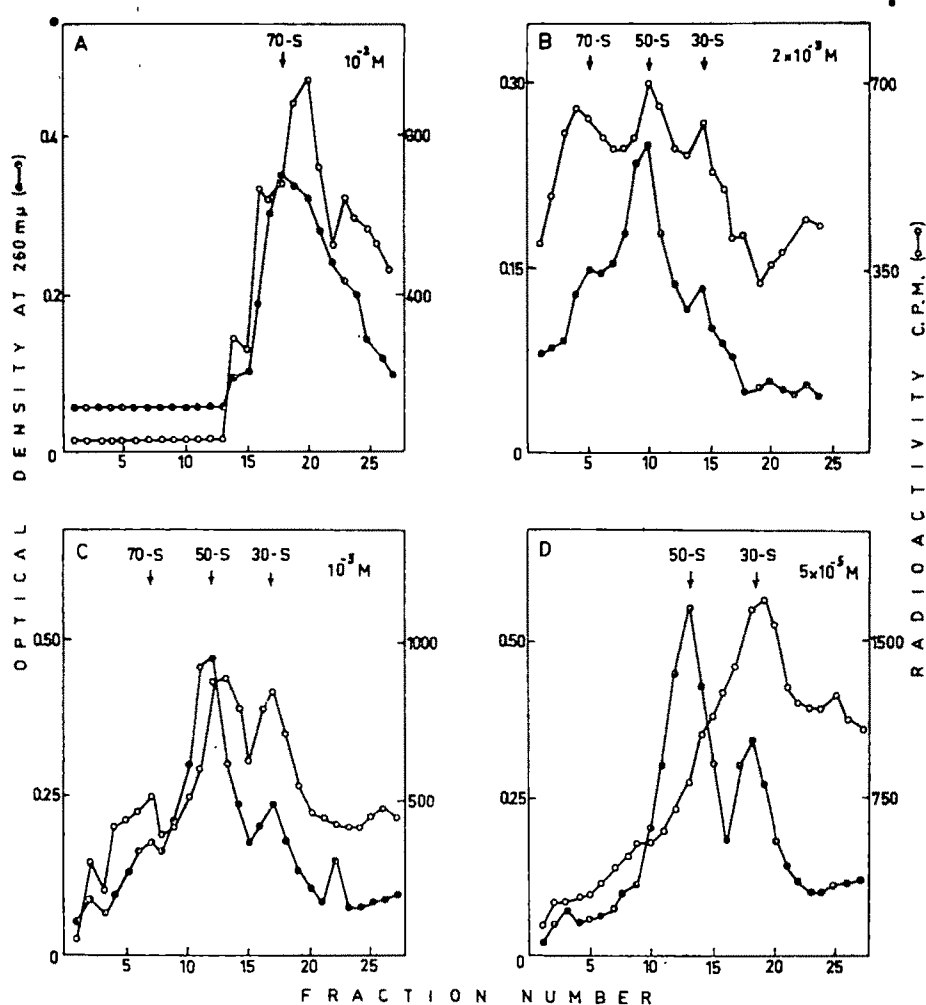 A
70-S
10⁻² M
0.4
0.2
0
600
400
5 10 15 20 25
B
70-S 50-S 30-S
2×10⁻³ M
0.30
0.15
0
700
350
5 10 15 20 25
C
70-S 50-S 30-S
10⁻³ M
0.50
0.25
0
1000
500
5 10 15 20 25
D
50-S 30-S
5×10⁻⁵ M
0.50
0.25
0
1500
750
5 10 15 20 25
OPTICAL DENSITY AT 260 mμ (●—●)
RADIOACTIVITY C.P.M. (○—○)
FRACTION NUMBER